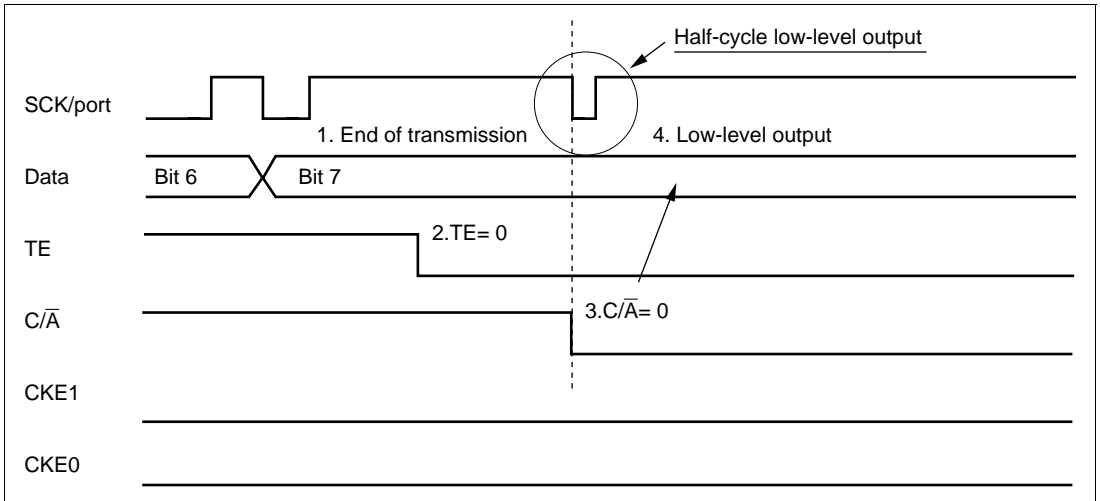 Half-cycle low-level output
SCK/port
1. End of transmission
4. Low-level output
Data
Bit 6
Bit 7
TE
2.TE= 0
C/A̅
3.C/A̅= 0
CKE1
CKE0